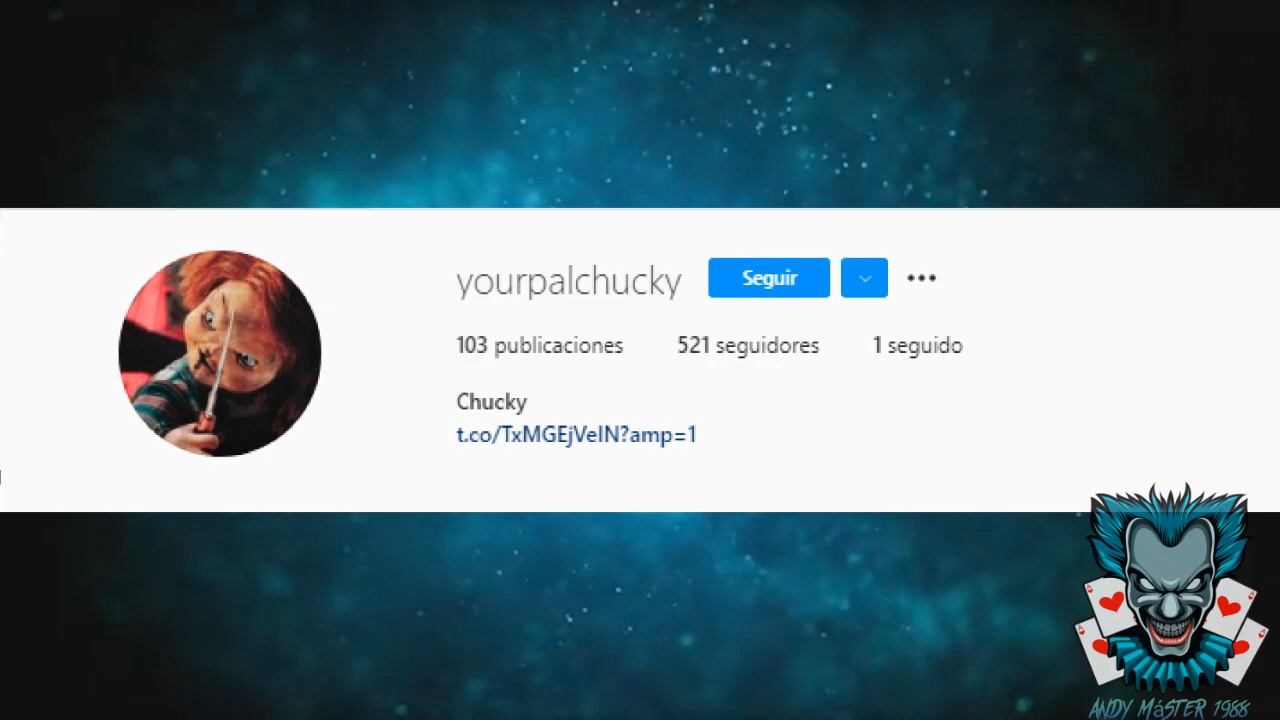 yourpalchucky Seguir
103 publicaciones 521 seguidores 1 seguido
Chucky
t.co/TxMGEjVeIN?amp=1
ANDY MÁSTER 1988